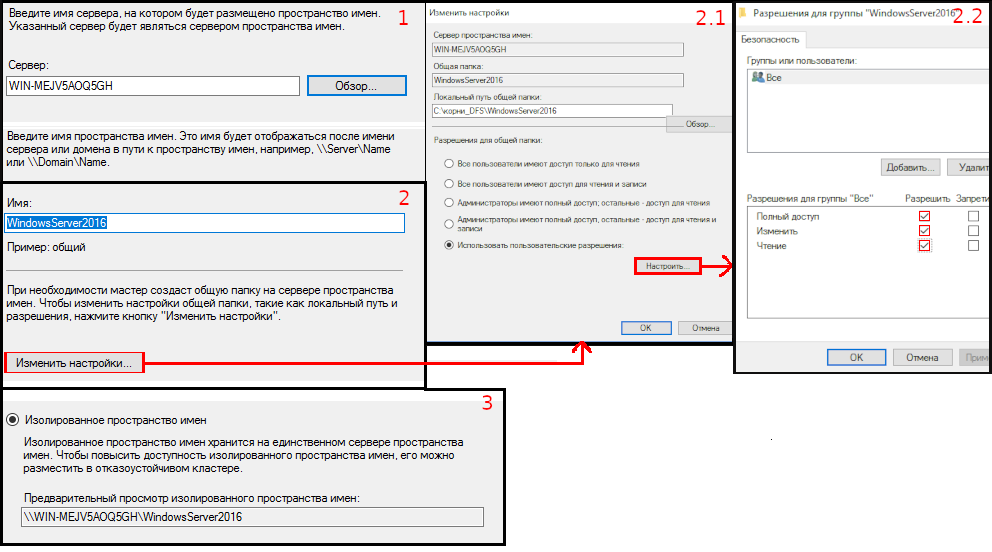 Введите имя сервера, на котором будет размещено пространство имен.
Указанный сервер будет являться сервером пространства имен.
1
Сервер:
WIN-MEJV5AOQ5GH
Обзор...
Введите имя пространства имен. Это имя будет отображаться после имени
сервера или домена в пути к пространству имен, например, \\Server\Name
или \\Domain\Name.
2
Имя:
WindowsServer2016
Пример: общий
При необходимости мастер создаст общую папку на сервере пространства
имен. Чтобы изменить настройки общей папки, такие как локальный путь и
разрешения, нажмите кнопку "Изменить настройки".
Изменить настройки...
Изменить настройки
2.1
Сервер пространства имен:
WIN-MEJV5AOQ5GH
Общая папка:
WindowsServer2016
Локальный путь общей папки:
C:\корни_DFS\WindowsServer2016
Обзор...
Разрешения для общей папки:
Все пользователи имеют доступ только для чтения
Все пользователи имеют доступ для чтения и записи
Администраторы имеют полный доступ; остальные - доступ для чтения
Администраторы имеют полный доступ; остальные - доступ для чтения и
записи
Использовать пользовательские разрешения:
Настроить...
OK
Отмена
Разрешения для группы "WindowsServer2016"
2.2
Безопасность
Группы или пользователи:
Все
Добавить...
Удалит
Разрешения для группы "Все"
Разрешить
Запрети
Полный доступ
Изменить
Чтение
OK
Отмена
Прим
3
Изолированное пространство имен
Изолированное пространство имен хранится на единственном сервере пространства
имен. Чтобы повысить доступность изолированного пространства имен, его можно
разместить в отказоустойчивом кластере.
Предварительный просмотр изолированного пространства имен:
\\WIN-MEJV5AOQ5GH\WindowsServer2016